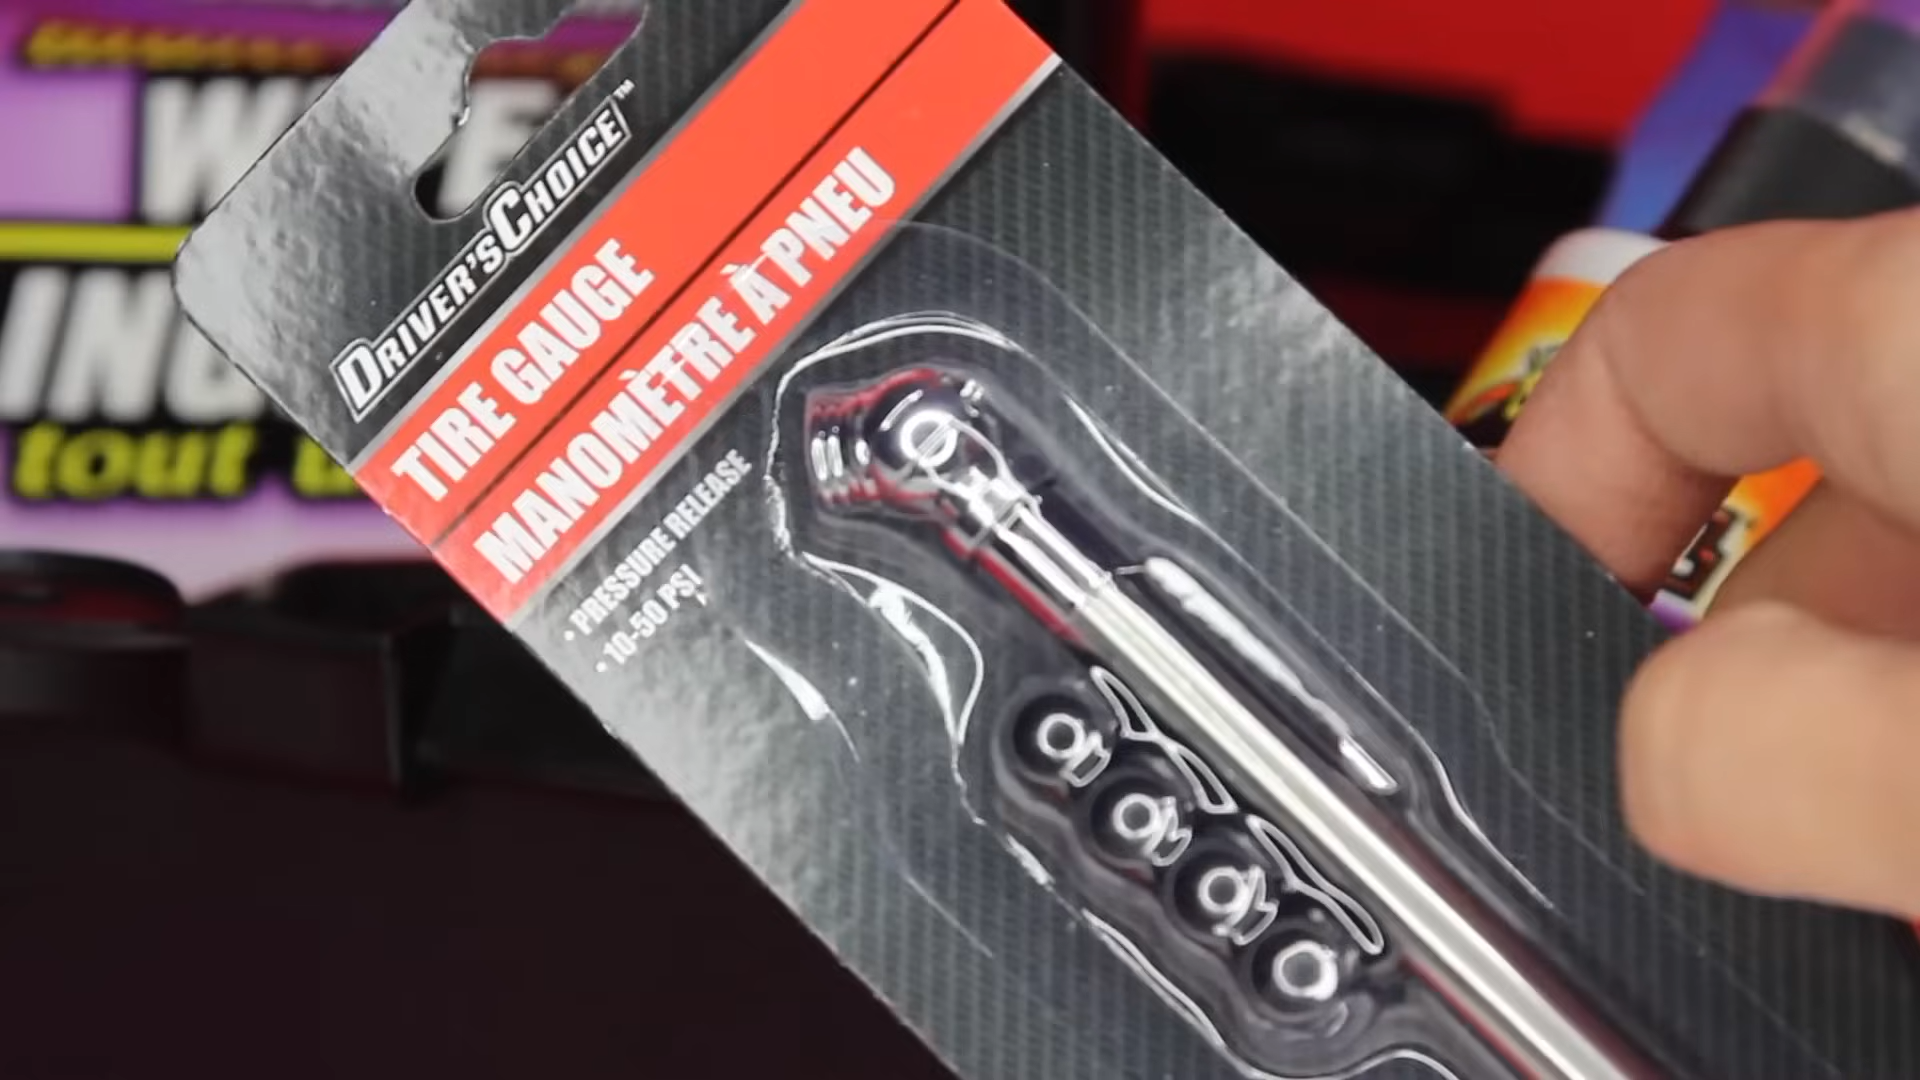 DRIVER'S CHOICE™
TIRE GAUGE
MANOMÈTRE À PNEU
• PRESSURE RELEASE
• 10-50 PSI
tout